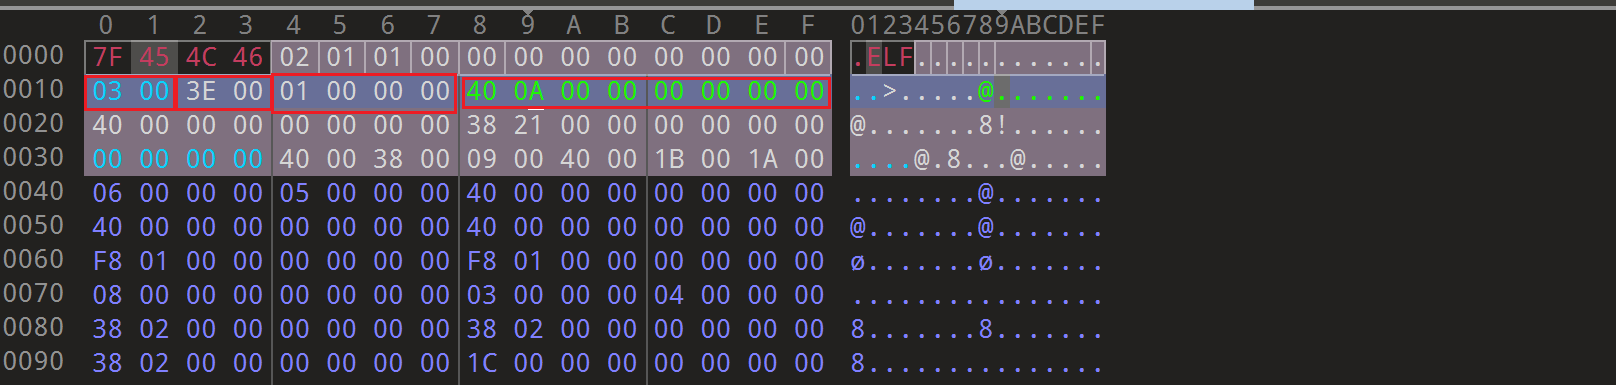 0 1 2 3 4 5 6 7 8 9 A B C D E F 0123456789ABCDEF
0000 7F 45 4C 46 02 01 01 00 00 00 00 00 00 00 00 00 .ELF............
0010 03 00 3E 00 01 00 00 00 40 0A 00 00 00 00 00 00 ..>.....@.......
0020 40 00 00 00 00 00 00 00 38 21 00 00 00 00 00 00 @.......8!......
0030 00 00 00 00 40 00 38 00 09 00 40 00 1B 00 1A 00 ....@.8...@.....
0040 06 00 00 00 05 00 00 00 40 00 00 00 00 00 00 00 ........@.......
0050 40 00 00 00 00 00 00 00 40 00 00 00 00 00 00 00 @.......@.......
0060 F8 01 00 00 00 00 00 00 F8 01 00 00 00 00 00 00 ø.......ø.......
0070 08 00 00 00 00 00 00 00 03 00 00 00 04 00 00 00 ................
0080 38 02 00 00 00 00 00 00 38 02 00 00 00 00 00 00 8.......8.......
0090 38 02 00 00 00 00 00 00 1C 00 00 00 00 00 00 00 8...............